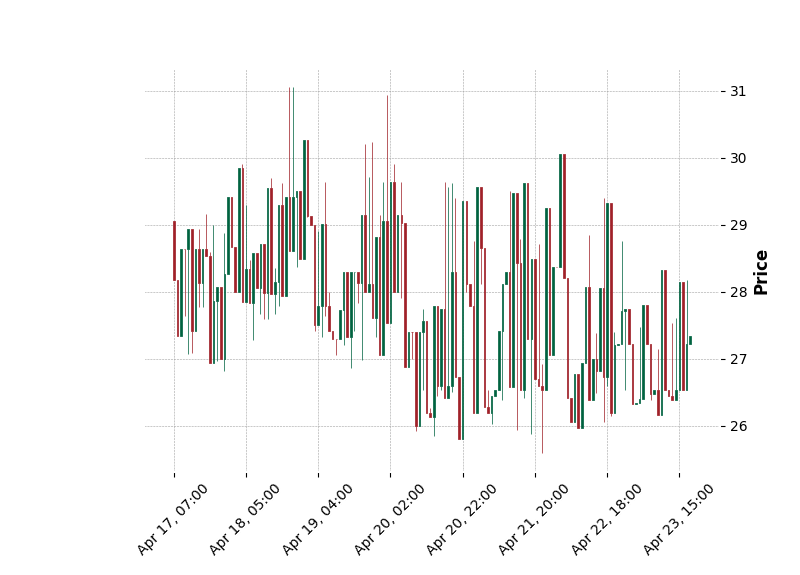 31
30
29
28
27
26
Price
Apr 17, 07:00
Apr 18, 05:00
Apr 19, 04:00
Apr 20, 02:00
Apr 20, 22:00
Apr 21, 20:00
Apr 22, 18:00
Apr 23, 15:00